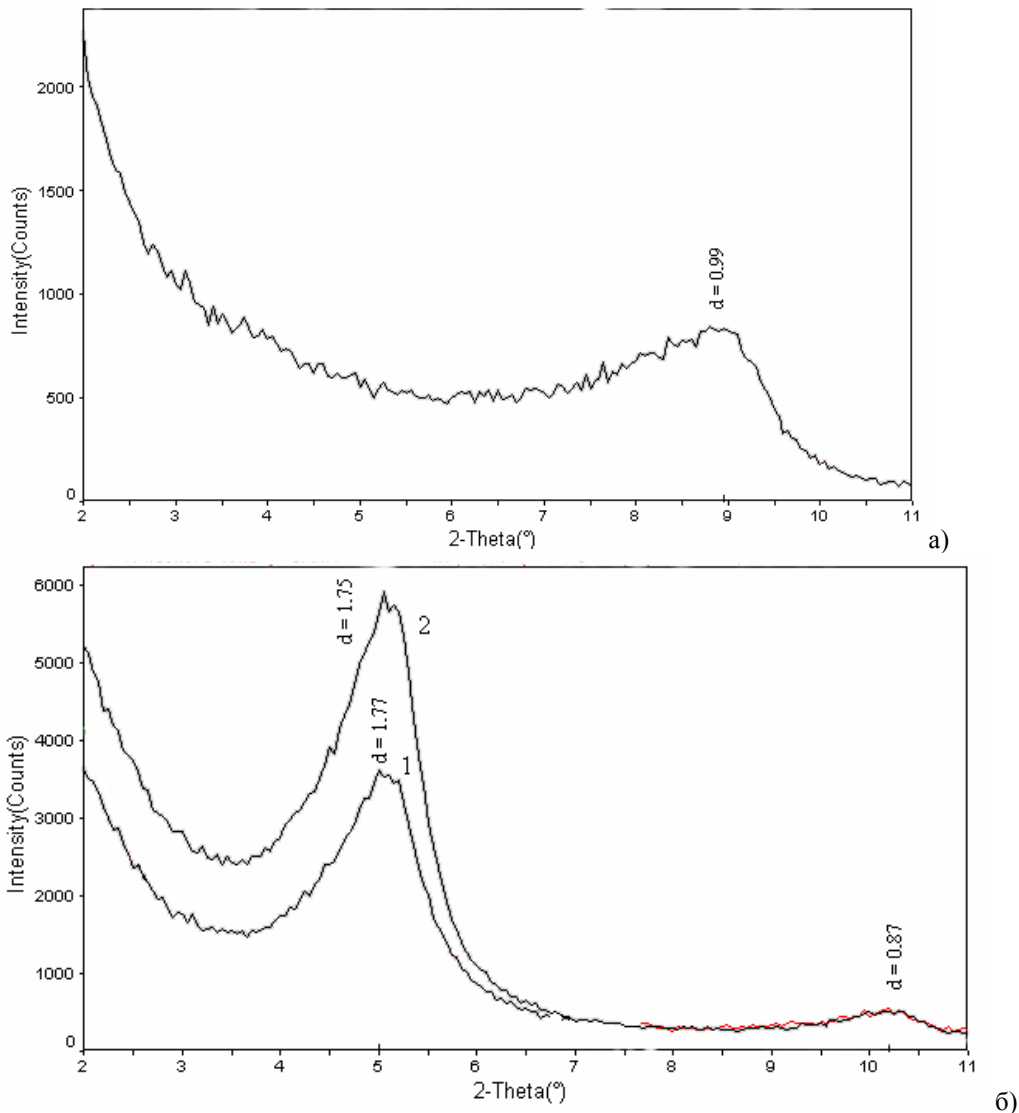 Intensity(Counts)
2000
1500
1000
500
0
d = 0.99
2 3 4 5 6 7 8 9 10 11
2-Theta(°)
а)
Intensity(Counts)
6000
5000
4000
3000
2000
1000
0
d = 1.75
2
d = 1.77
1
d = 0.87
2 3 4 5 6 7 8 9 10 11
2-Theta(°)
б)